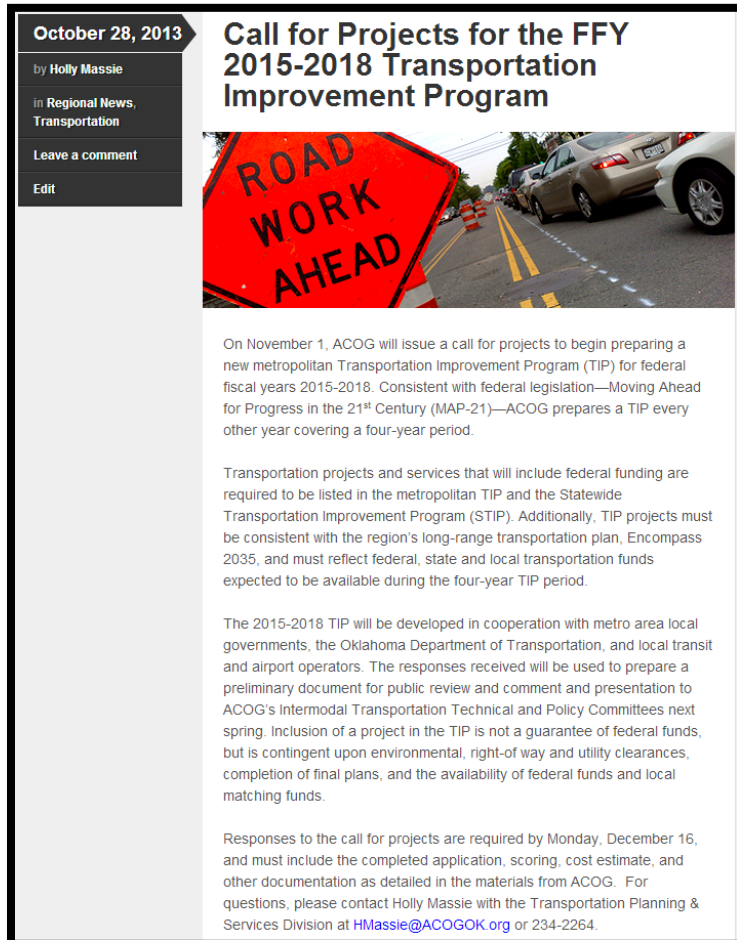 October 28, 2013
by Holly Massie
in Regional News,
Transportation
Leave a comment
Edit
Call for Projects for the FFY
2015-2018 Transportation
Improvement Program
ROAD
WORK
AHEAD
On November 1, ACOG will issue a call for projects to begin preparing a
new metropolitan Transportation Improvement Program (TIP) for federal
fiscal years 2015-2018. Consistent with federal legislation—Moving Ahead
for Progress in the 21st Century (MAP-21)—ACOG prepares a TIP every
other year covering a four-year period.
Transportation projects and services that will include federal funding are
required to be listed in the metropolitan TIP and the Statewide
Transportation Improvement Program (STIP). Additionally, TIP projects must
be consistent with the region's long-range transportation plan, Encompass
2035, and must reflect federal, state and local transportation funds
expected to be available during the four-year TIP period.
The 2015-2018 TIP will be developed in cooperation with metro area local
governments, the Oklahoma Department of Transportation, and local transit
and airport operators. The responses received will be used to prepare a
preliminary document for public review and comment and presentation to
ACOG's Intermodal Transportation Technical and Policy Committees next
spring. Inclusion of a project in the TIP is not a guarantee of federal funds,
but is contingent upon environmental, right-of way and utility clearances,
completion of final plans, and the availability of federal funds and local
matching funds.
Responses to the call for projects are required by Monday, December 16,
and must include the completed application, scoring, cost estimate, and
other documentation as detailed in the materials from ACOG.  For
questions, please contact Holly Massie with the Transportation Planning &
Services Division at HMassie@ACOGOK.org or 234-2264.